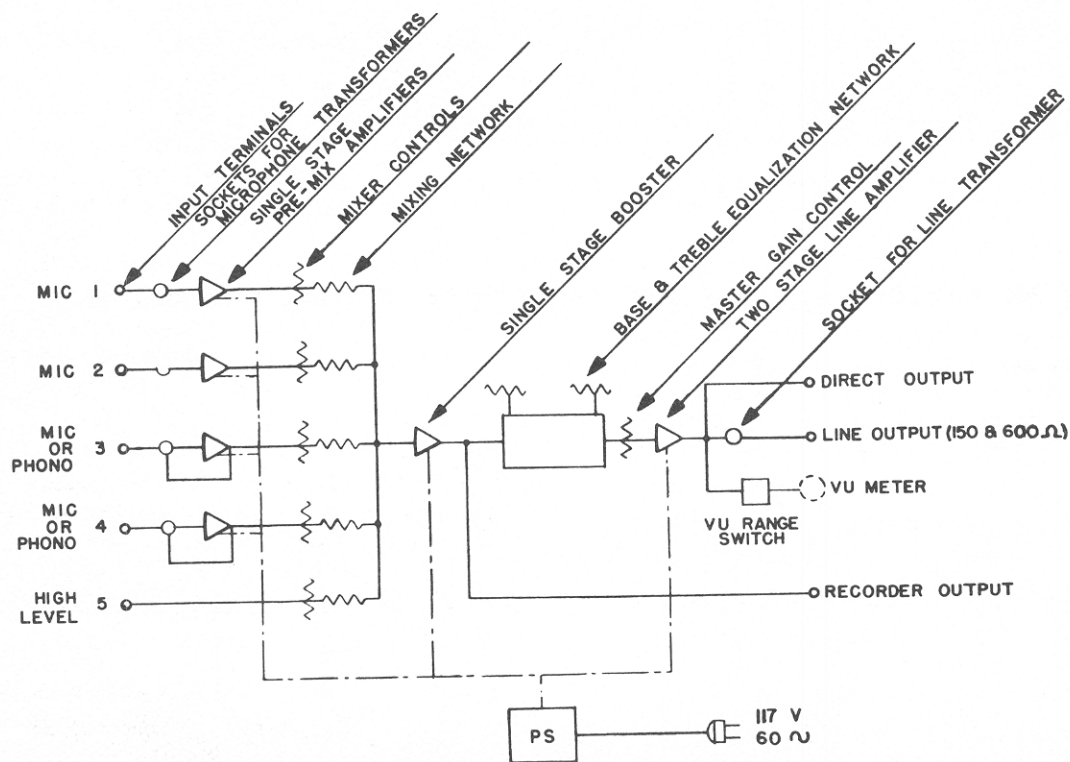 INPUT TERMINALS
SOCKETS FOR
MICROPHONE TRANSFORMERS
SINGLE STAGE
PRE-MIX AMPLIFIERS
MIXER CONTROLS
MIXING NETWORK
SINGLE STAGE BOOSTER
BASE & TREBLE EQUALIZATION NETWORK
MASTER GAIN CONTROL
TWO STAGE LINE AMPLIFIER
SOCKET FOR LINE TRANSFORMER
MIC 1
MIC 2
MIC
OR 3
PHONO
MIC
OR 4
PHONO
HIGH 5
LEVEL
DIRECT OUTPUT
LINE OUTPUT (150 & 600 Ω)
VU METER
VU RANGE
SWITCH
RECORDER OUTPUT
PS
117 V
60 ∿